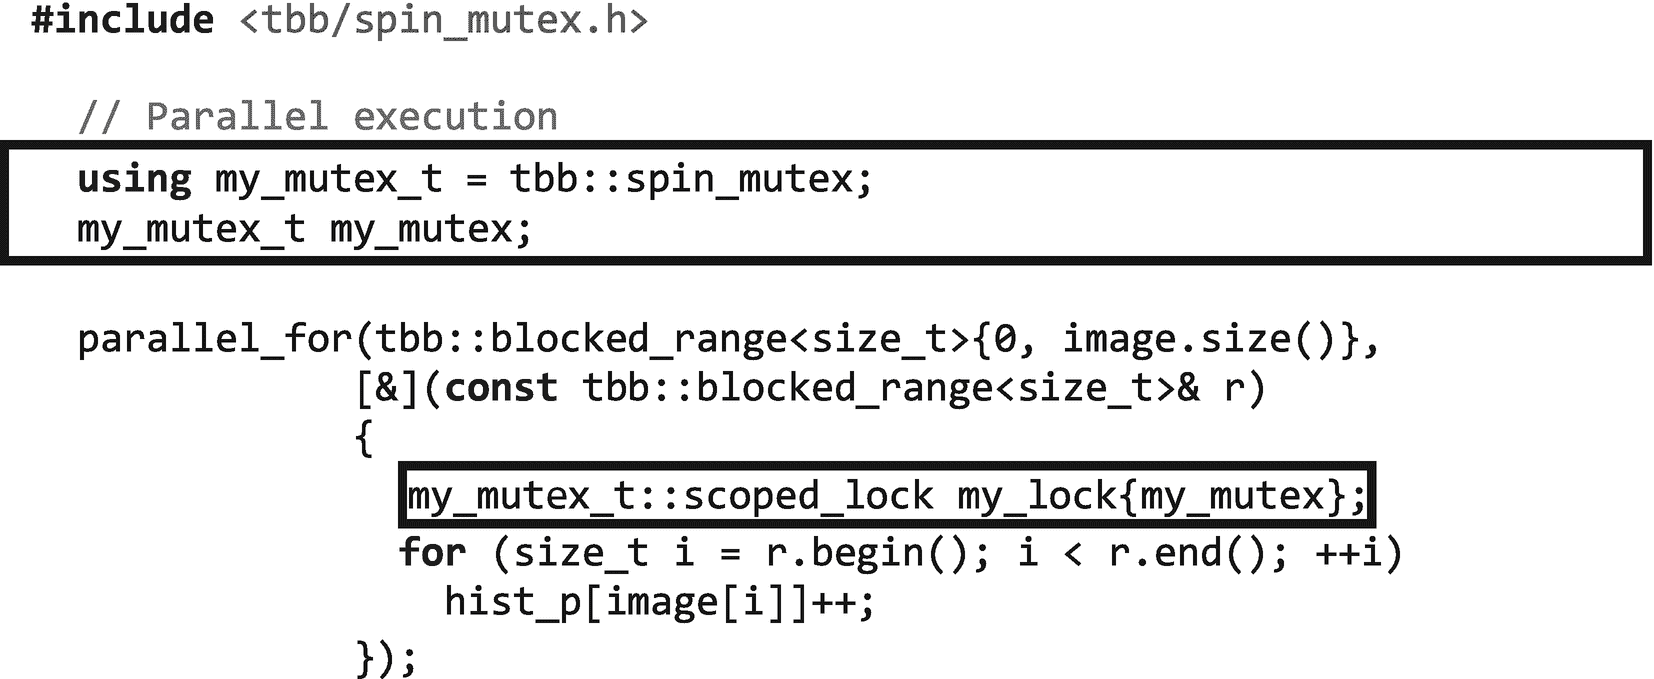 #include <tbb/spin_mutex.h>
// Parallel execution
using my_mutex_t = tbb::spin_mutex;
my_mutex_t my_mutex;
parallel_for(tbb::blocked_range<size_t>{0, image.size()},
[&](const tbb::blocked_range<size_t>& r)
{
my_mutex_t::scoped_lock my_lock{my_mutex};
for (size_t i = r.begin(); i < r.end(); ++i)
hist_p[image[i]]++;
});